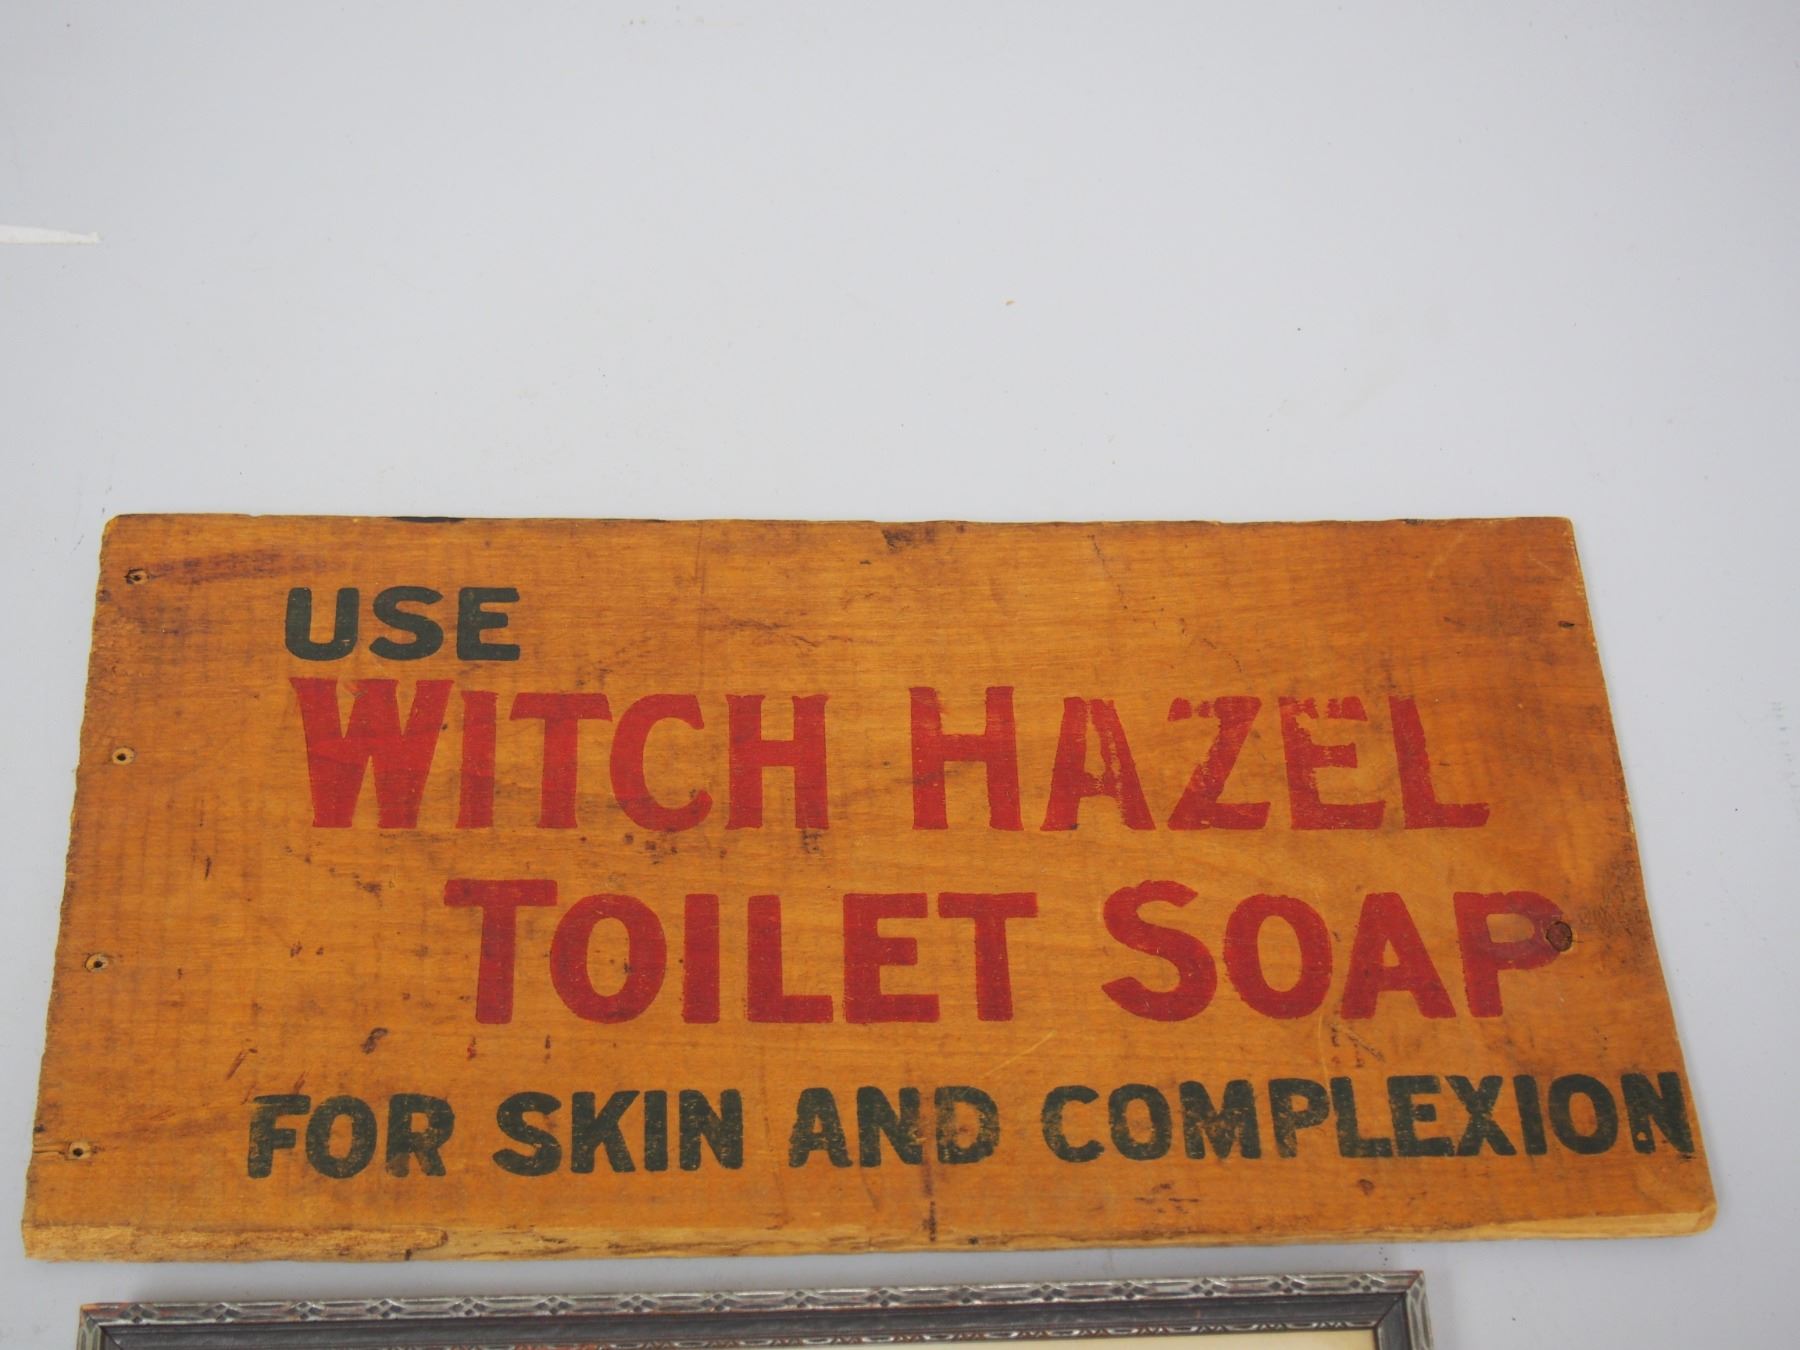 USE
WITCH HAZEL
TOILET SOAP
FOR SKIN AND COMPLEXION